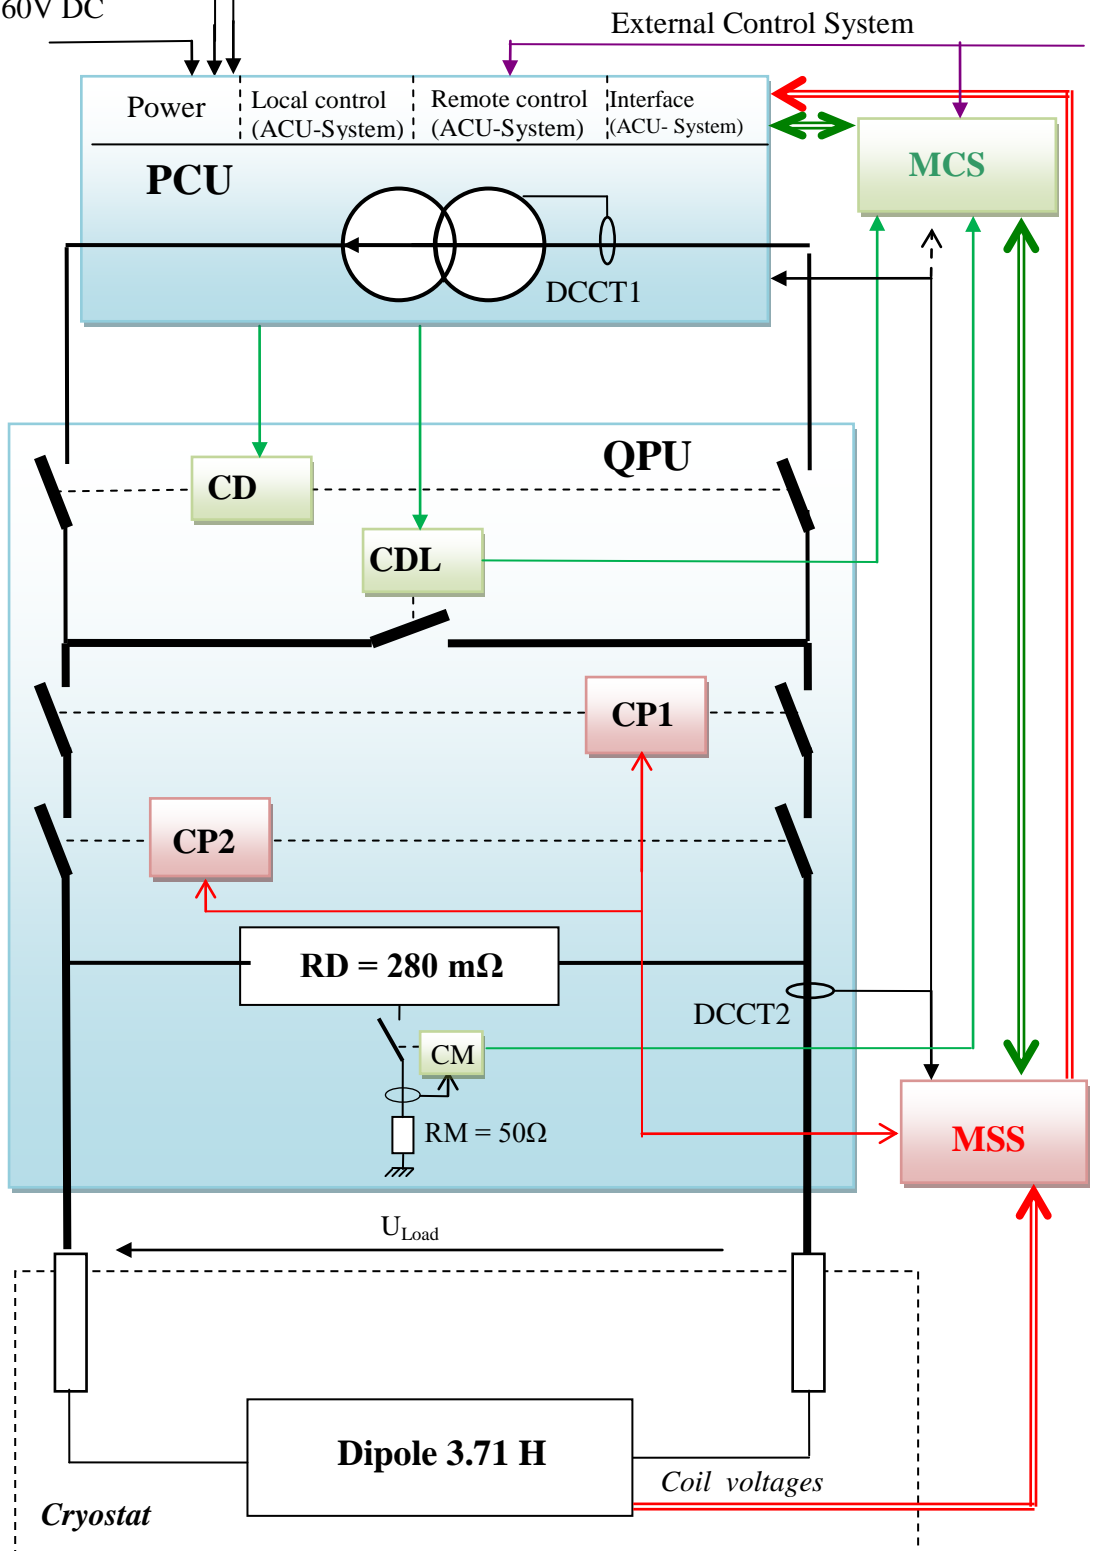 60V DC
External Control System
Power
Local control
(ACU-System)
Remote control
(ACU-System)
Interface
(ACU- System)
PCU
MCS
DCCT1
QPU
CD
CDL
CP1
CP2
RD = 280 mΩ
DCCT2
CM
RM = 50Ω
MSS
U_Load
Dipole 3.71 H
Coil voltages
Cryostat